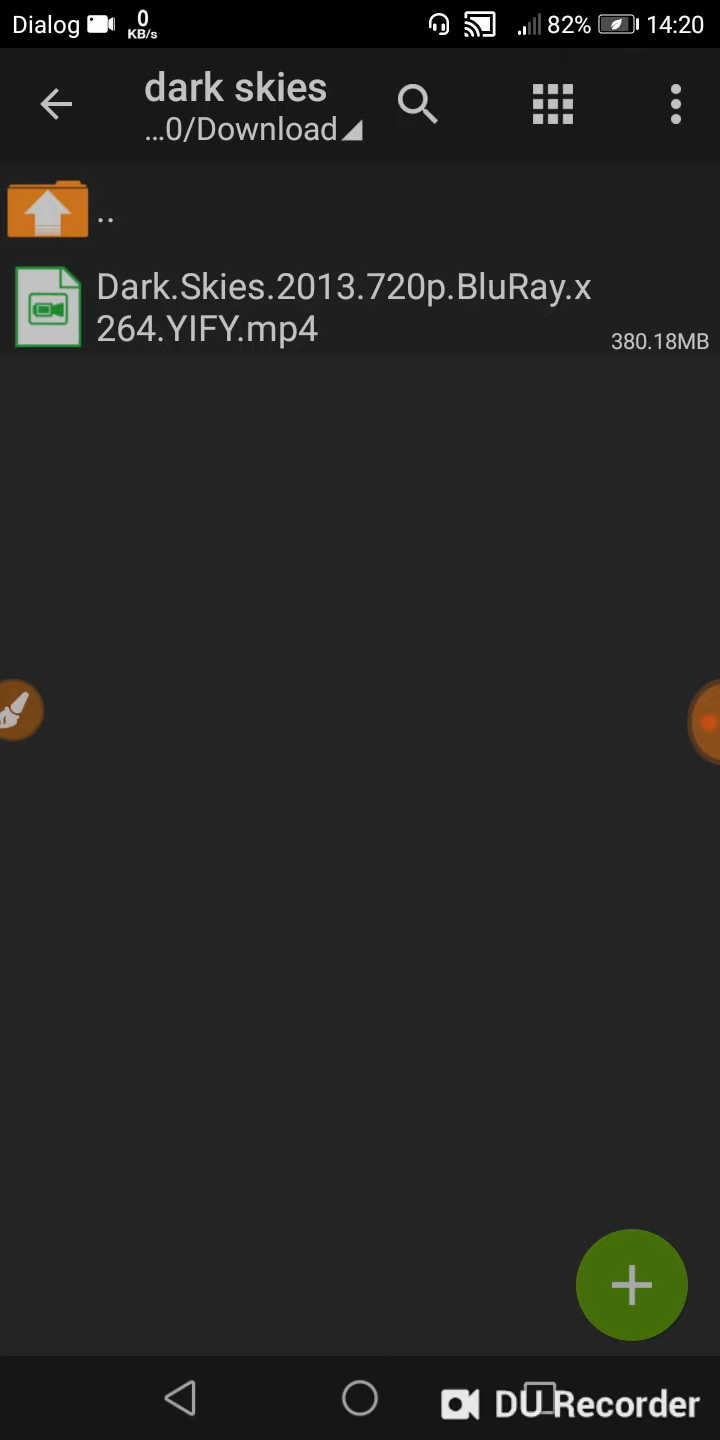 Dialog 0 KB/s 82% 14:20
dark skies
...0/Download
..
Dark.Skies.2013.720p.BluRay.x
264.YIFY.mp4
380.18MB
DU Recorder